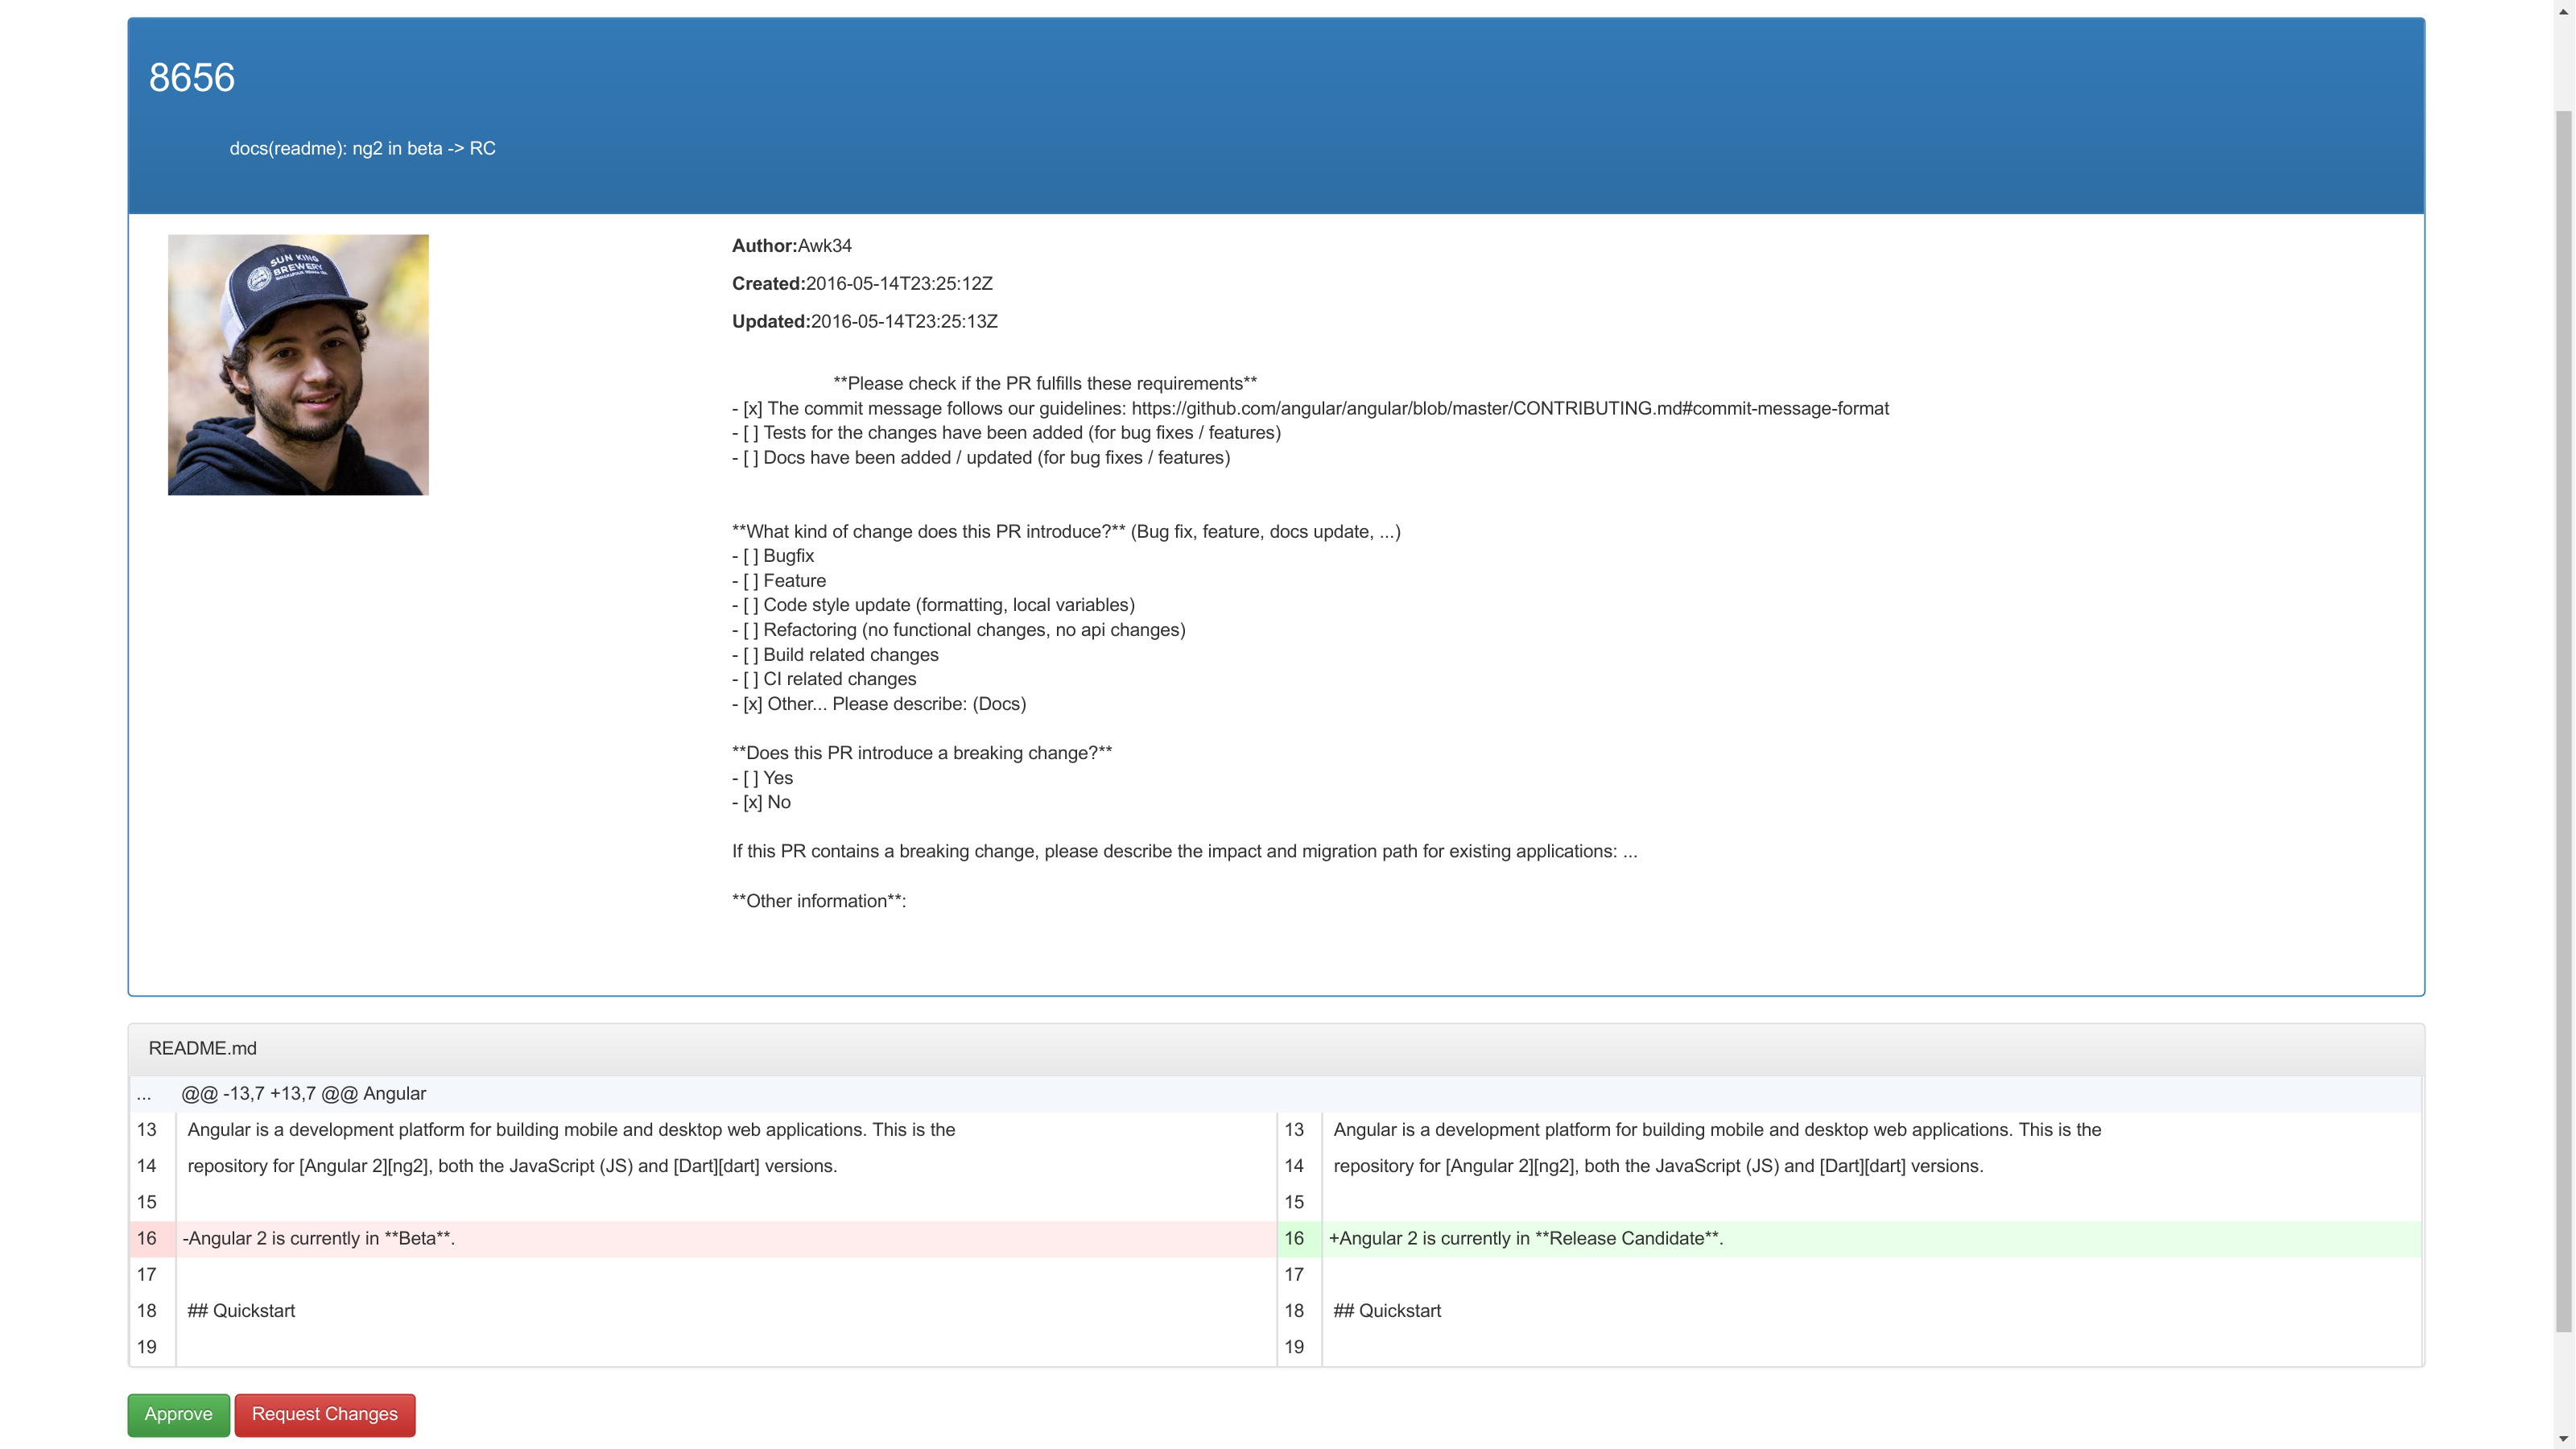 8656
docs(readme): ng2 in beta -> RC
SUN KING
BREWERY
Author:Awk34
Created:2016-05-14T23:25:12Z
Updated:2016-05-14T23:25:13Z
**Please check if the PR fulfills these requirements**
- [x] The commit message follows our guidelines: https://github.com/angular/angular/blob/master/CONTRIBUTING.md#commit-message-format
- [ ] Tests for the changes have been added (for bug fixes / features)
- [ ] Docs have been added / updated (for bug fixes / features)
**What kind of change does this PR introduce?** (Bug fix, feature, docs update, ...)
- [ ] Bugfix
- [ ] Feature
- [ ] Code style update (formatting, local variables)
- [ ] Refactoring (no functional changes, no api changes)
- [ ] Build related changes
- [ ] CI related changes
- [x] Other... Please describe: (Docs)
**Does this PR introduce a breaking change?**
- [ ] Yes
- [x] No
If this PR contains a breaking change, please describe the impact and migration path for existing applications: ...
**Other information**:
README.md
... @@ -13,7 +13,7 @@ Angular
13 Angular is a development platform for building mobile and desktop web applications. This is the 13 Angular is a development platform for building mobile and desktop web applications. This is the
14 repository for [Angular 2][ng2], both the JavaScript (JS) and [Dart][dart] versions. 14 repository for [Angular 2][ng2], both the JavaScript (JS) and [Dart][dart] versions.
15 15
16 -Angular 2 is currently in **Beta**. 16 +Angular 2 is currently in **Release Candidate**.
17 17
18 ## Quickstart 18 ## Quickstart
19 19
Approve Request Changes